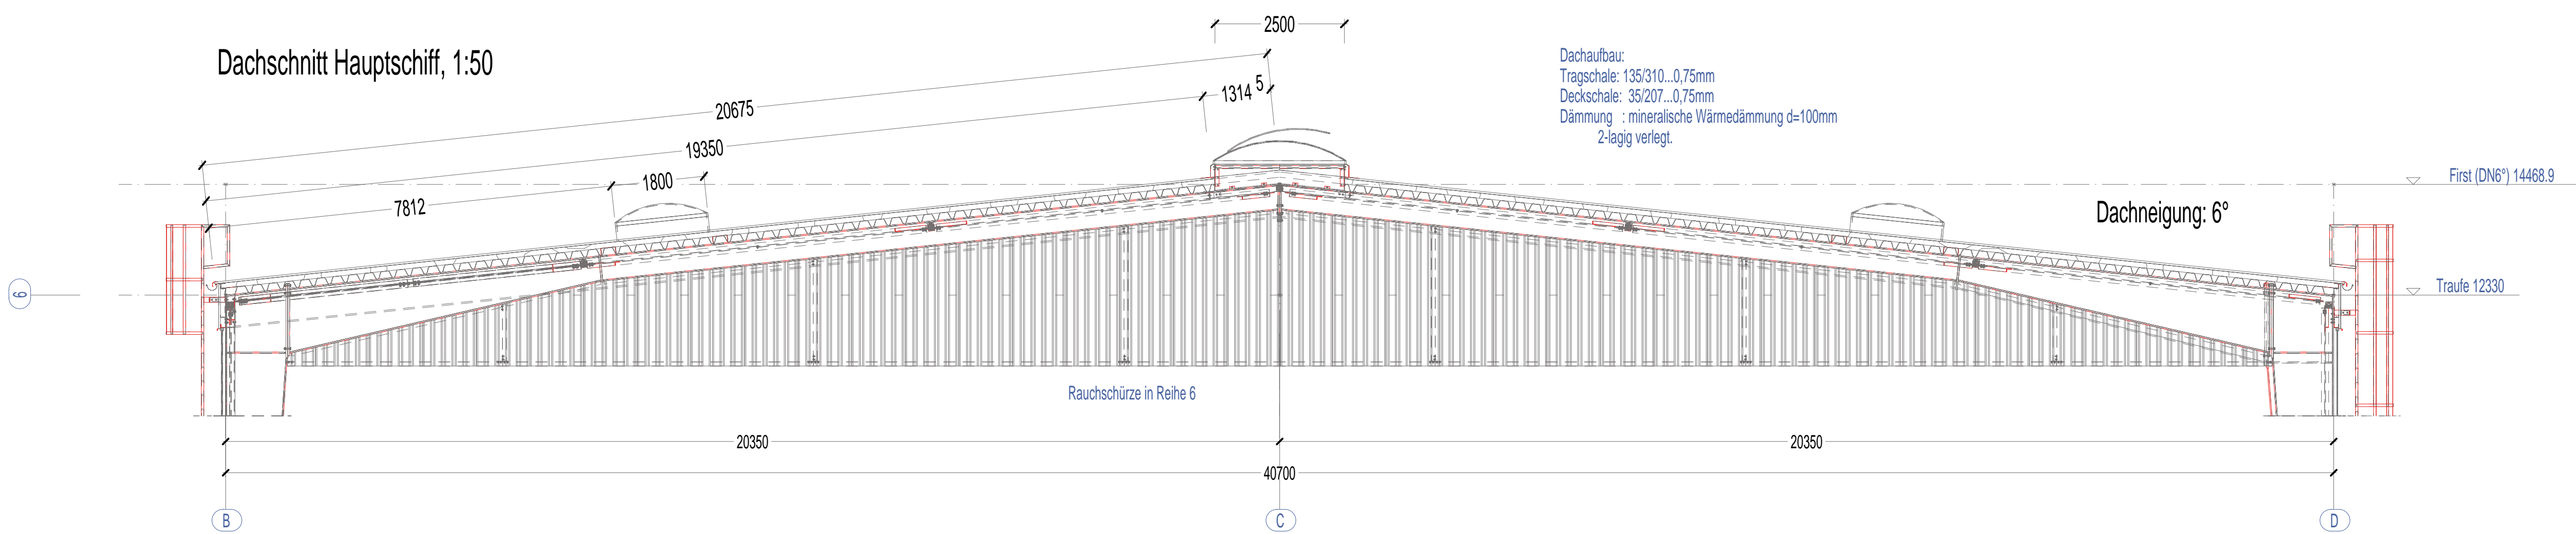 2500
Dachschnitt Hauptschiff, 1:50
Dachaufbau:
Tragschale: 135/310...0,75mm
Deckschale: 35/207...0,75mm
Dämmung : mineralische Wärmedämmung d=100mm
2-lagig verlegt.
20675
1314 5
19350
1800
7812
First (DN6°) 14468.9
Dachneigung: 6°
Traufe 12330
6
Rauchschürze in Reihe 6
20350
20350
40700
B
C
D